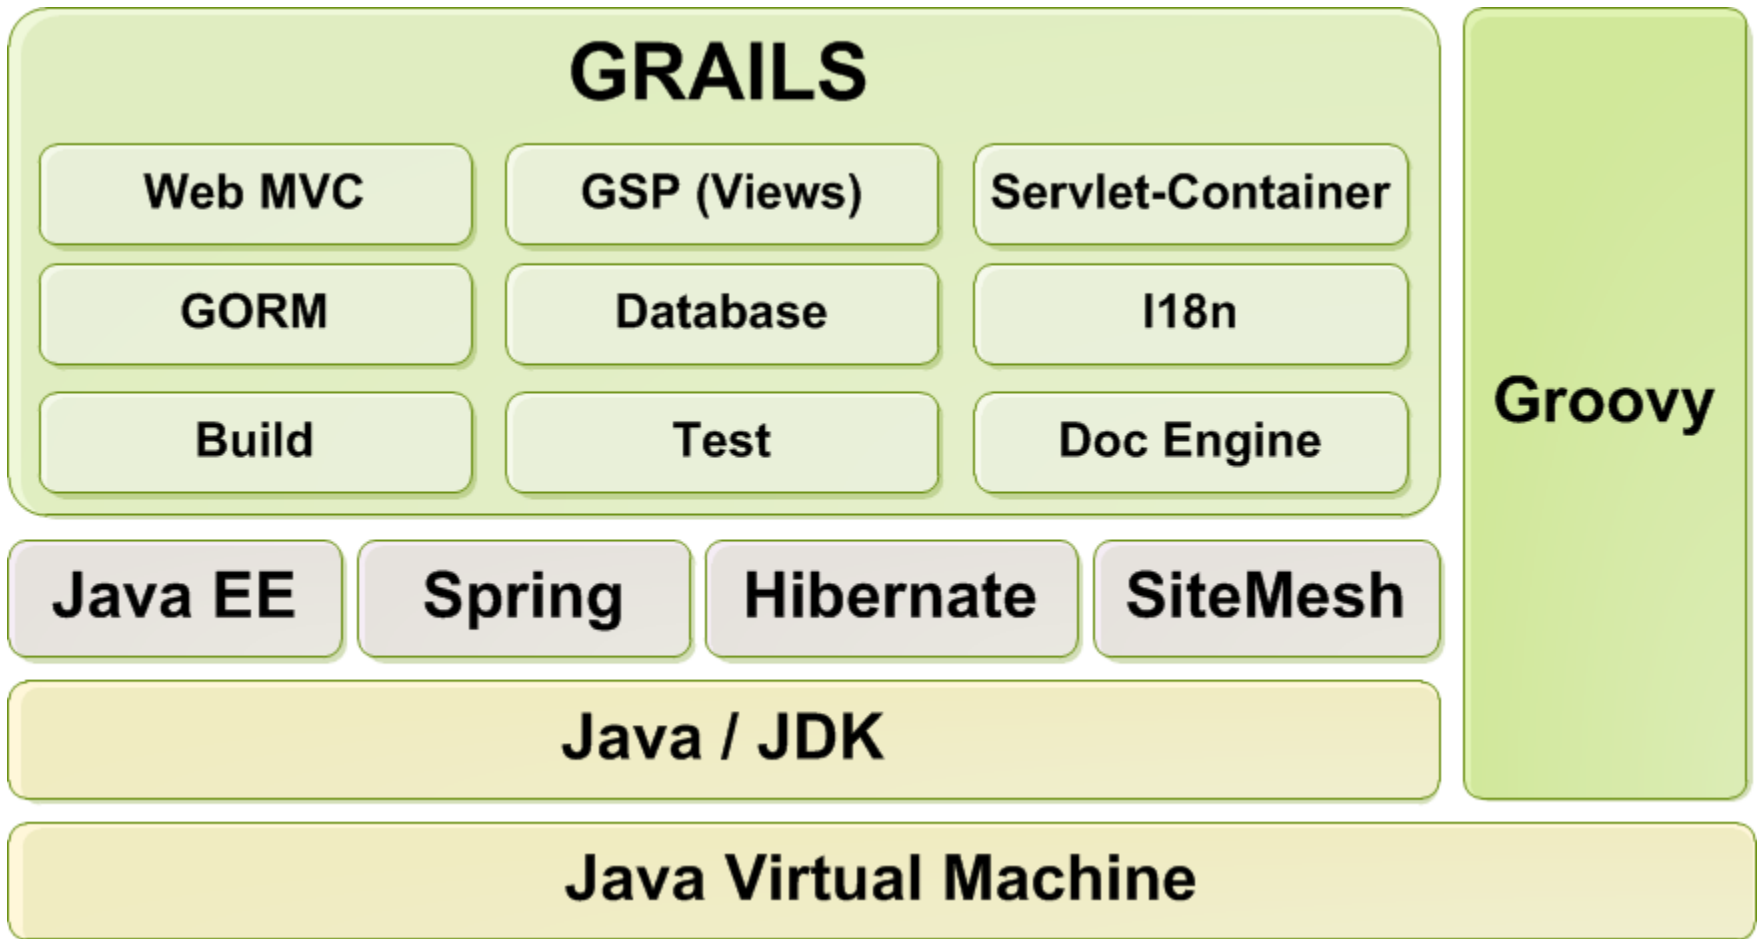 GRAILS
Web MVC
GSP (Views)
Servlet-Container
GORM
Database
I18n
Build
Test
Doc Engine
Groovy
Java EE
Spring
Hibernate
SiteMesh
Java / JDK
Java Virtual Machine